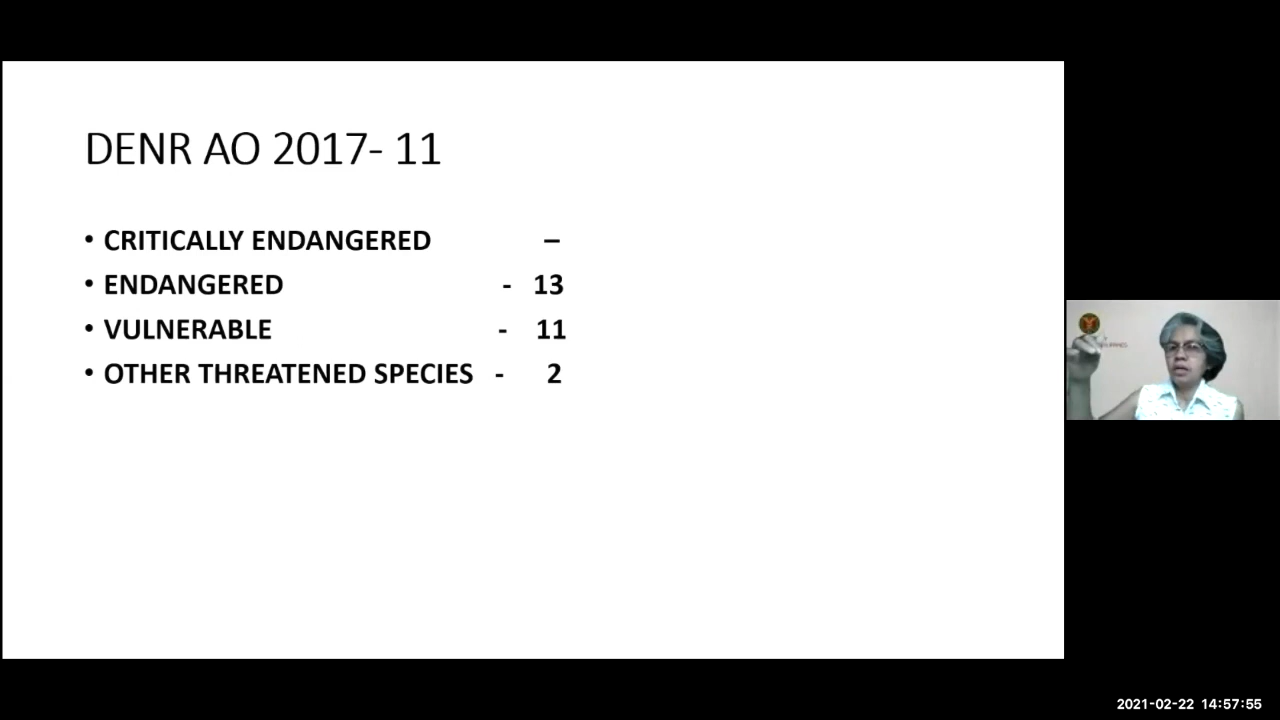 DENR AO 2017- 11
• CRITICALLY ENDANGERED –
• ENDANGERED - 13
• VULNERABLE - 11
• OTHER THREATENED SPECIES - 2
2021-02-22 14:57:55